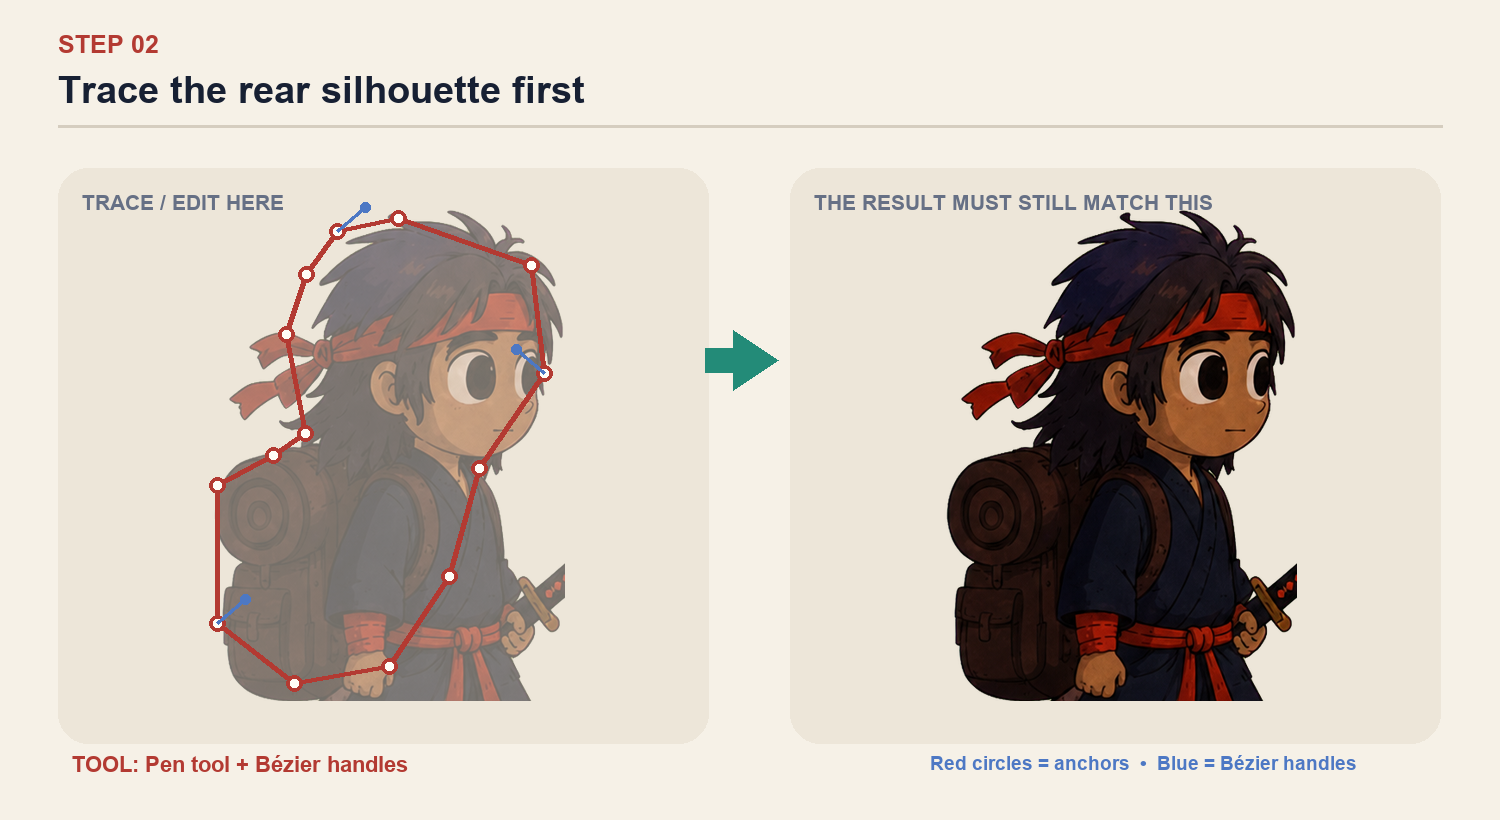 STEP 02
Trace the rear silhouette first
TRACE / EDIT HERE
THE RESULT MUST STILL MATCH THIS
TOOL: Pen tool + Bézier handles
Red circles = anchors • Blue = Bézier handles